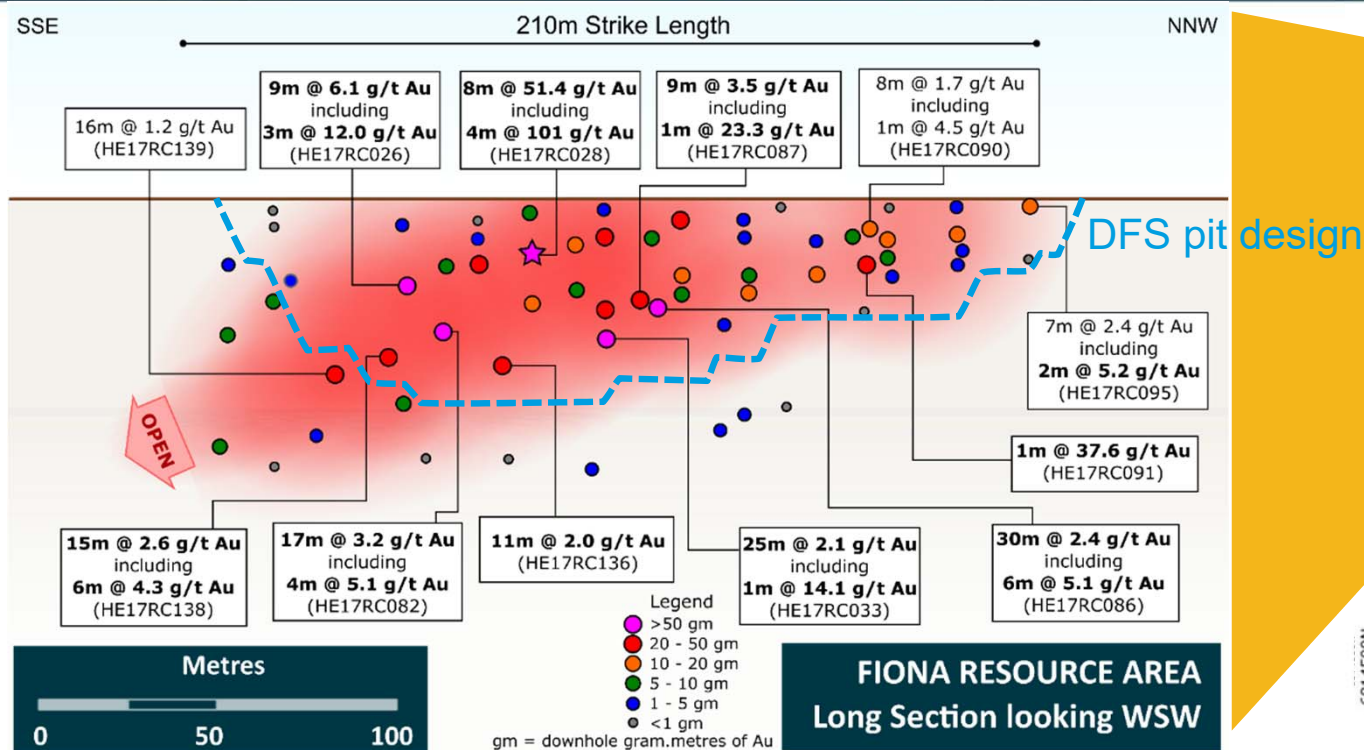 SSE
210m Strike Length
NNW
16m @ 1.2 g/t Au
(HE17RC139)
9m @ 6.1 g/t Au
including
3m @ 12.0 g/t Au
(HE17RC026)
8m @ 51.4 g/t Au
including
4m @ 101 g/t Au
(HE17RC028)
9m @ 3.5 g/t Au
including
1m @ 23.3 g/t Au
(HE17RC087)
8m @ 1.7 g/t Au
including
1m @ 4.5 g/t Au
(HE17RC090)
DFS pit design
7m @ 2.4 g/t Au
including
2m @ 5.2 g/t Au
(HE17RC095)
OPEN
1m @ 37.6 g/t Au
(HE17RC091)
15m @ 2.6 g/t Au
including
6m @ 4.3 g/t Au
(HE17RC138)
17m @ 3.2 g/t Au
including
4m @ 5.1 g/t Au
(HE17RC082)
11m @ 2.0 g/t Au
(HE17RC136)
25m @ 2.1 g/t Au
including
1m @ 14.1 g/t Au
(HE17RC033)
30m @ 2.4 g/t Au
including
6m @ 5.1 g/t Au
(HE17RC086)
Legend
>50 gm
20 - 50 gm
10 - 20 gm
5 - 10 gm
1 - 5 gm
<1 gm
gm = downhole gram.metres of Au
Metres
0 50 100
FIONA RESOURCE AREA
Long Section looking WSW